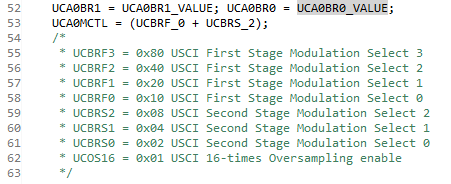 52 UCA0BR1 = UCA0BR1_VALUE; UCA0BR0 = UCA0BR0_VALUE;
53 UCA0MCTL = (UCBRF_0 + UCBRS_2);
54 /*
55 * UCBRF3 = 0x80 USCI First Stage Modulation Select 3
56 * UCBRF2 = 0x40 USCI First Stage Modulation Select 2
57 * UCBRF1 = 0x20 USCI First Stage Modulation Select 1
58 * UCBRF0 = 0x10 USCI First Stage Modulation Select 0
59 * UCBRS2 = 0x08 USCI Second Stage Modulation Select 2
60 * UCBRS1 = 0x04 USCI Second Stage Modulation Select 1
61 * UCBRS0 = 0x02 USCI Second Stage Modulation Select 0
62 * UCOS16 = 0x01 USCI 16-times Oversampling enable
63 */